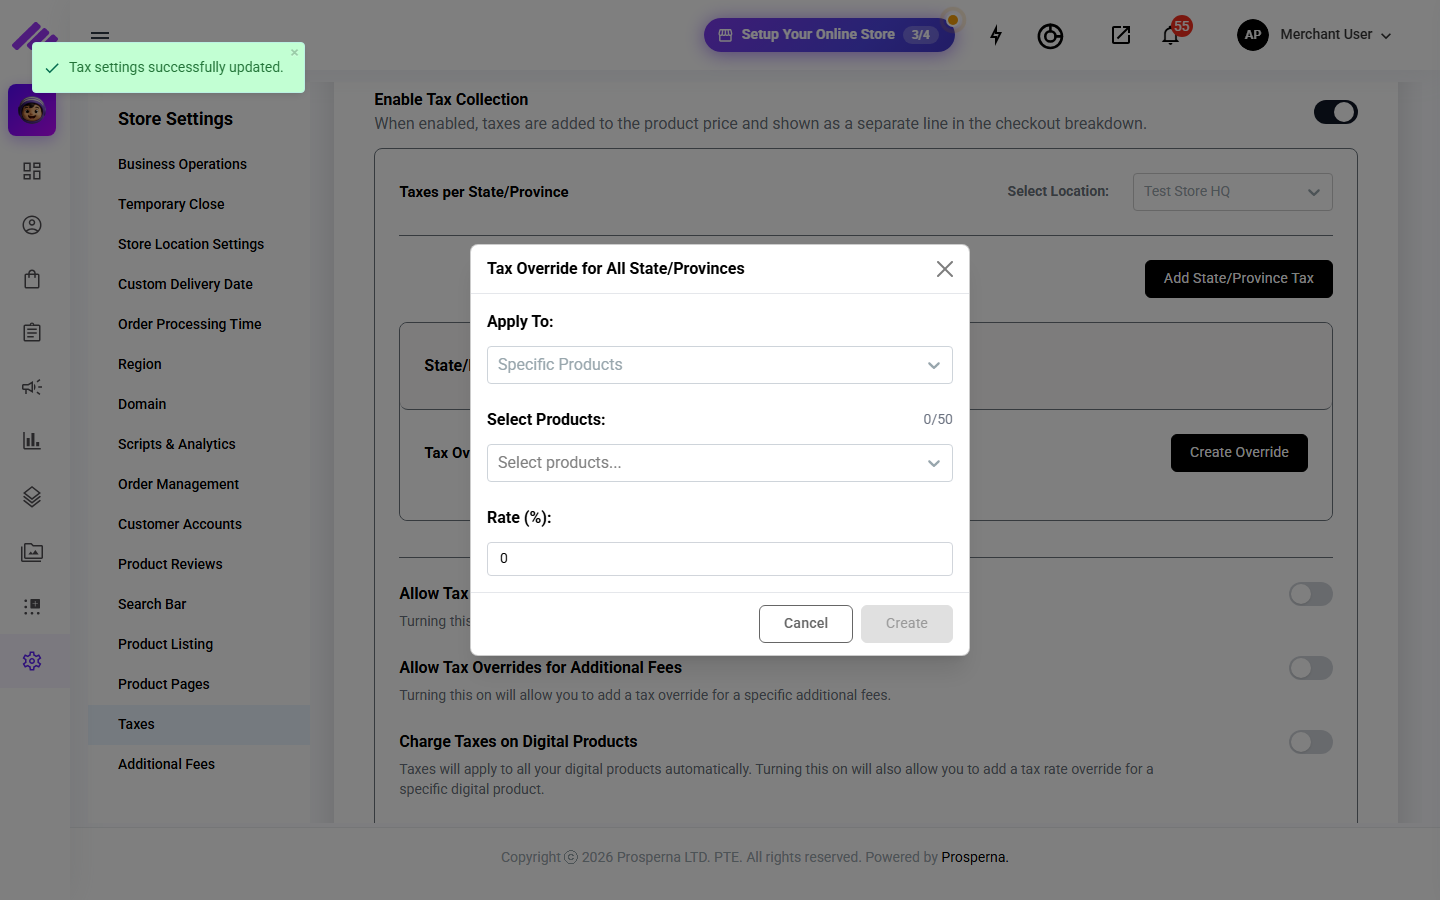 Setup Your Online Store 3/4
55
AP Merchant User
Tax settings successfully updated.
×
Store Settings
Business Operations
Temporary Close
Store Location Settings
Custom Delivery Date
Order Processing Time
Region
Domain
Scripts & Analytics
Order Management
Customer Accounts
Product Reviews
Search Bar
Product Listing
Product Pages
Taxes
Additional Fees
Enable Tax Collection
When enabled, taxes are added to the product price and shown as a separate line in the checkout breakdown.
Taxes per State/Province
Select Location: Test Store HQ
Add State/Province Tax
State/
Tax Ov
Create Override
Tax Override for All State/Provinces
Apply To:
Specific Products
Select Products: 0/50
Select products...
Rate (%):
0
Cancel Create
Allow Tax
Turning this
Allow Tax Overrides for Additional Fees
Turning this on will allow you to add a tax override for a specific additional fees.
Charge Taxes on Digital Products
Taxes will apply to all your digital products automatically. Turning this on will also allow you to add a tax rate override for a
specific digital product.
Copyright © 2026 Prosperna LTD. PTE. All rights reserved. Powered by Prosperna.